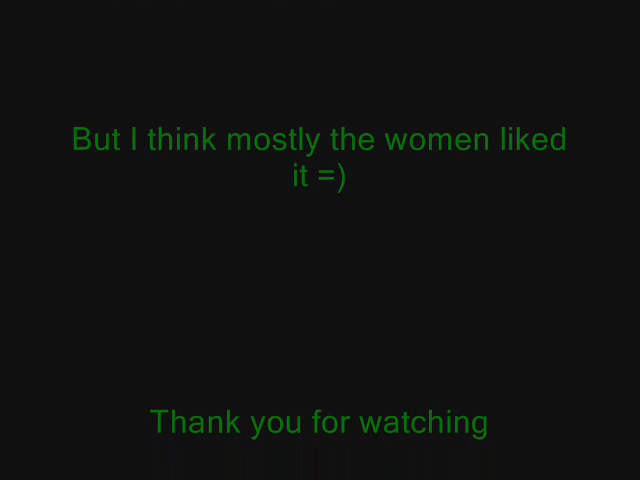 But I think mostly the women liked
it =)
Thank you for watching